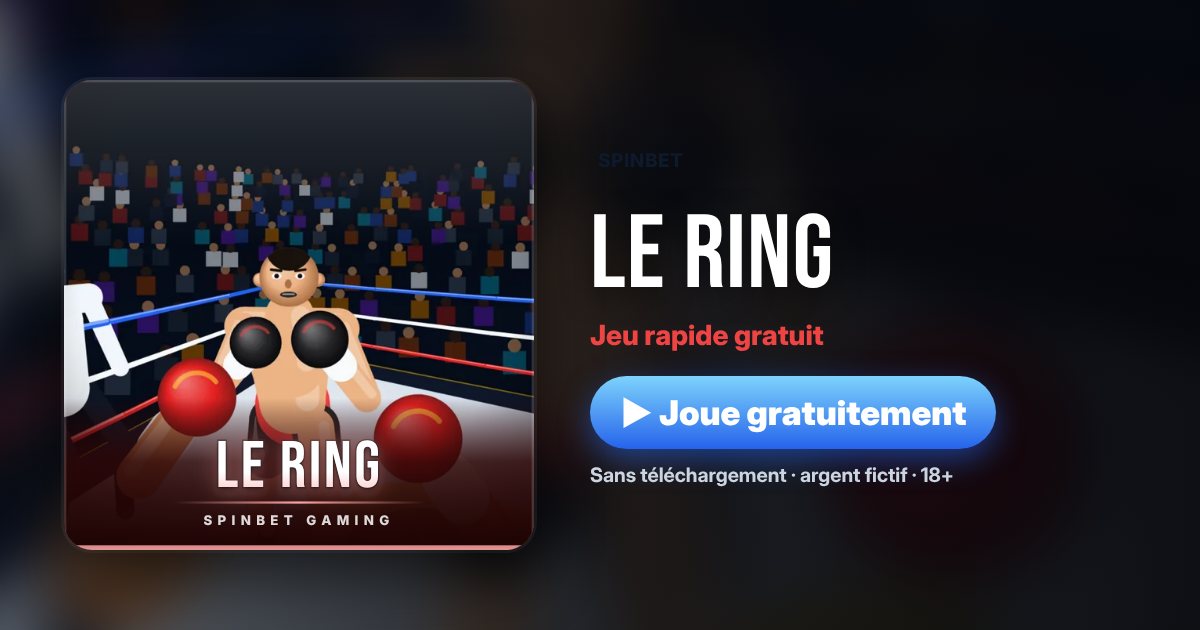 LE RING
SPINBET GAMING
SPINBET
LE RING
Jeu rapide gratuit
▶ Joue gratuitement
Sans téléchargement · argent fictif · 18+